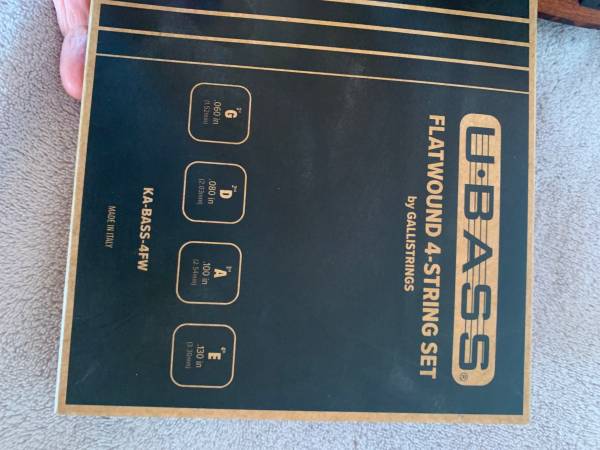 U•BASS®
FLATWOUND 4-STRING SET
by GALLISTRINGS
1st
G
.060 in
(1.52mm)
2nd
D
.080 in
(2.03mm)
3rd
A
.100 in
(2.54mm)
4th
E
.130 in
(3.30mm)
KA-BASS-4FW
MADE IN ITALY